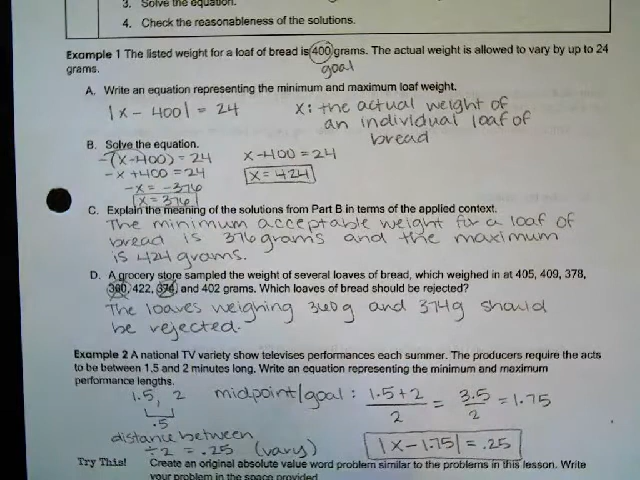 3. Solve the equation.
4. Check the reasonableness of the solutions.
Example 1 The listed weight for a loaf of bread is 400 grams. The actual weight is allowed to vary by up to 24
grams.
goal
A. Write an equation representing the minimum and maximum loaf weight.
|x - 400| = 24
x: the actual weight of
an individual loaf of
bread
B. Solve the equation.
-(x-400) = 24
x-400 = 24
-x +400 = 24
x = 424
-x = -376
x = 376
C. Explain the meaning of the solutions from Part B in terms of the applied context.
The minimum acceptable weight for a loaf of
bread is 376 grams and the maximum
is 424 grams.
D. A grocery store sampled the weight of several loaves of bread, which weighed in at 405, 409, 378,
422, 374, and 402 grams. Which loaves of bread should be rejected?
The loaves weighing 360g and 374g should
be rejected.
Example 2 A national TV variety show televises performances each summer. The producers require the acts
to be between 1.5 and 2 minutes long. Write an equation representing the minimum and maximum
performance lengths.
1.5, 2
.5
midpoint/goal: 1.5+2/2 = 3.5/2 = 1.75
distance between
÷2 = .25 (vary)
|x - 1.75| = .25
Try This! Create an original absolute value word problem similar to the problems in this lesson. Write
your problem in the space provided